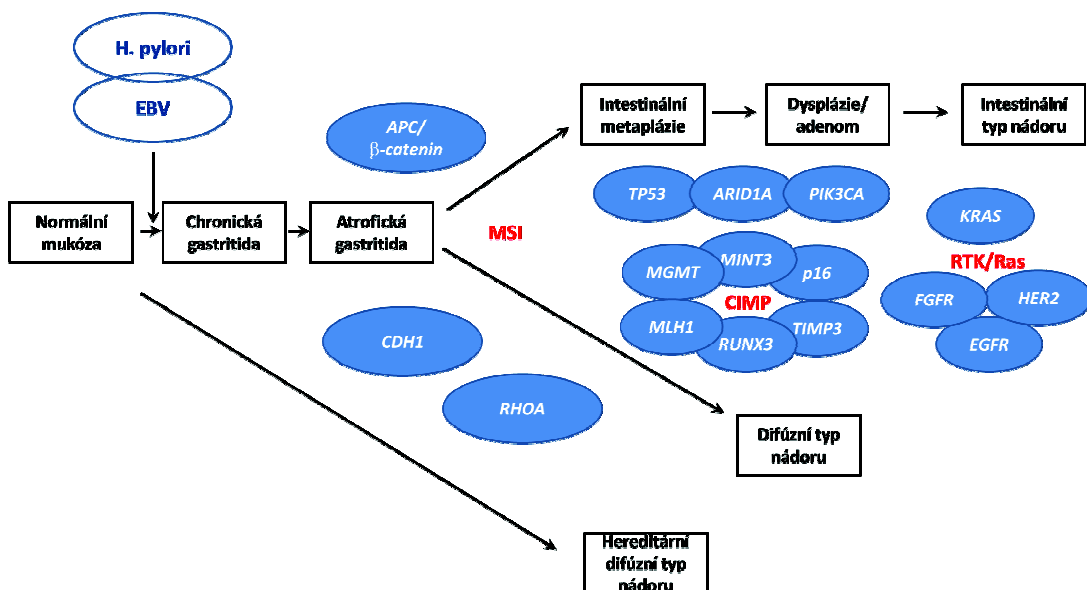 H. pylori
EBV
APC/
β-catenin
Intestinální
metaplázie
Dysplázie/
adenom
Intestinální
typ nádoru
TP53
ARID1A
PIK3CA
KRAS
Normální
mukóza
Chronická
gastritida
Atrofická
gastritida
MSI
MGMT
MINT3
p16
CIMP
MLH1
RUNX3
TIMP3
RTK/Ras
FGFR
HER2
EGFR
CDH1
RHOA
Difúzní typ
nádoru
Hereditární
difúzní typ
nádoru